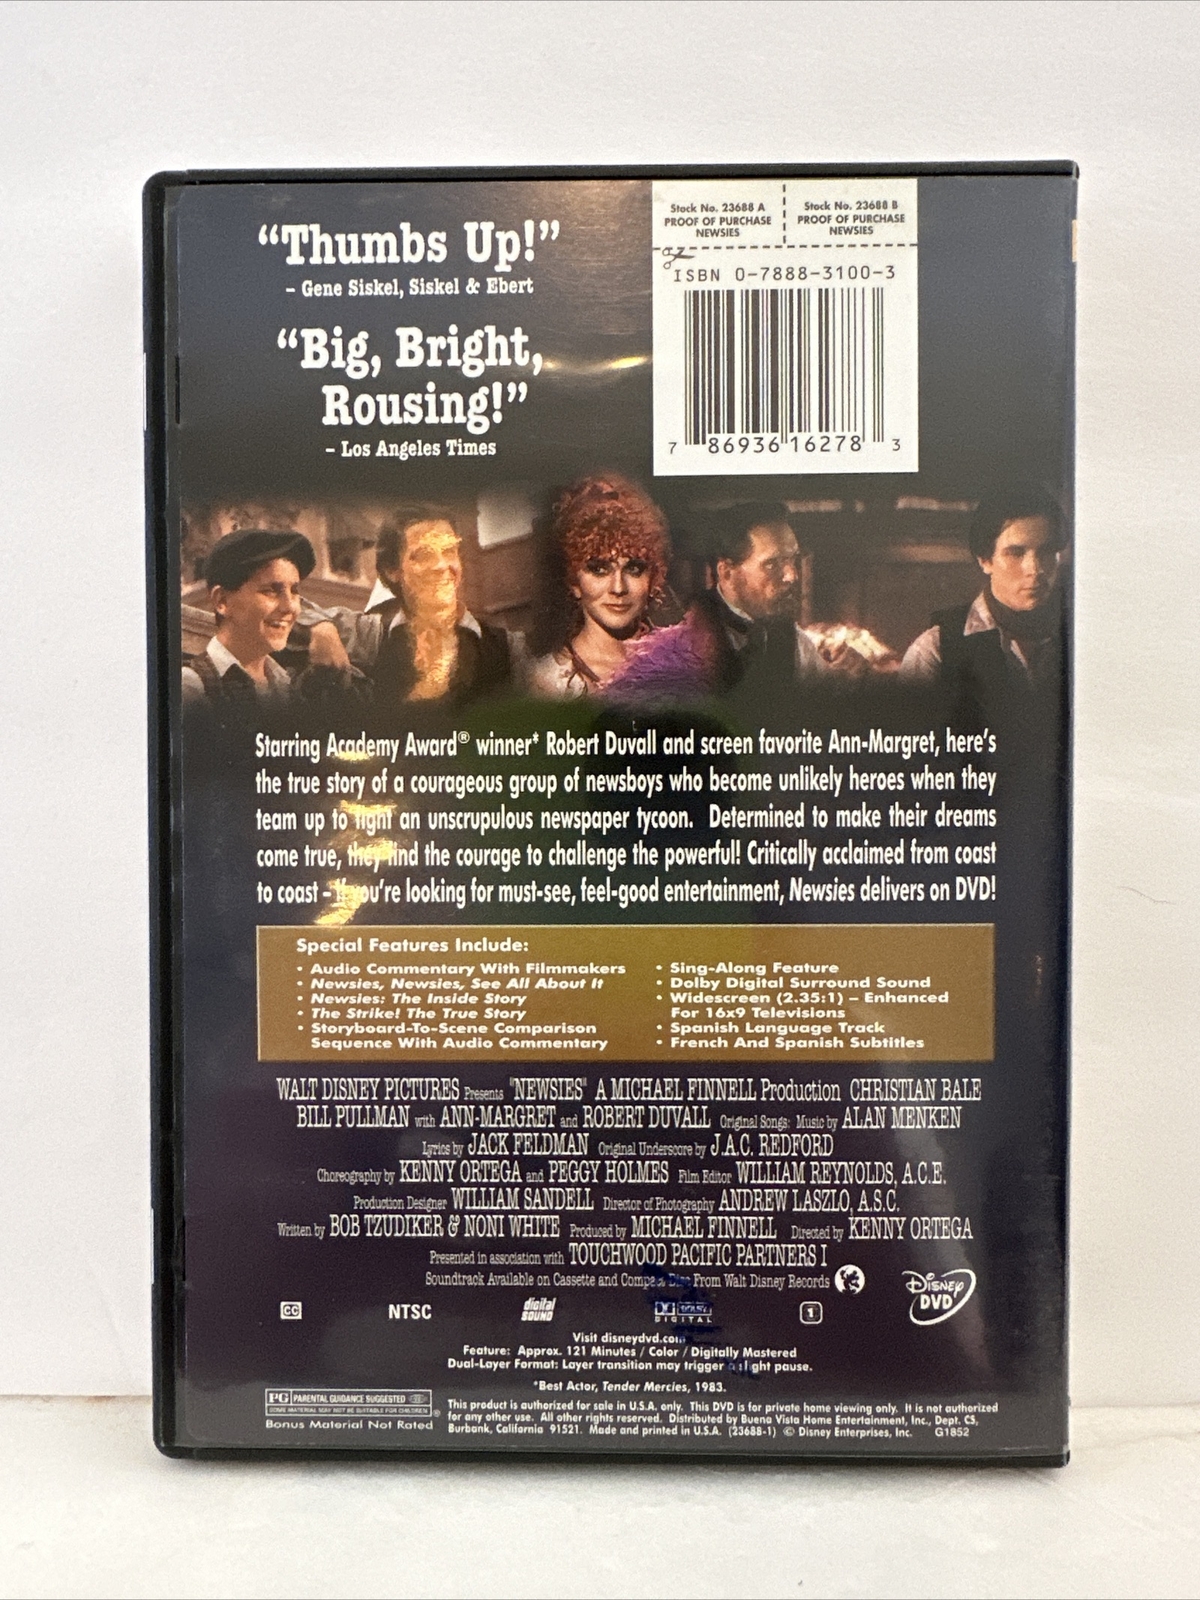 "Thumbs Up!"
– Gene Siskel, Siskel & Ebert
"Big, Bright,
Rousing!"
– Los Angeles Times
Stock No. 23688 A
PROOF OF PURCHASE
NEWSIES
Stock No. 23688 B
PROOF OF PURCHASE
NEWSIES
ISBN 0-7888-3100-3
7 86936 16278 3
Starring Academy Award® winner* Robert Duvall and screen favorite Ann-Margret, here's
the true story of a courageous group of newsboys who become unlikely heroes when they
team up to fight an unscrupulous newspaper tycoon. Determined to make their dreams
come true, they find the courage to challenge the powerful! Critically acclaimed from coast
to coast – if you're looking for must-see, feel-good entertainment, Newsies delivers on DVD!
Special Features Include:
• Audio Commentary With Filmmakers
• Newsies, Newsies, See All About It
• Newsies: The Inside Story
• The Strike! The True Story
• Storyboard-To-Scene Comparison
Sequence With Audio Commentary
• Sing-Along Feature
• Dolby Digital Surround Sound
• Widescreen (2.35:1) – Enhanced
For 16x9 Televisions
• Spanish Language Track
• French And Spanish Subtitles
WALT DISNEY PICTURES Presents "NEWSIES" A MICHAEL FINNELL Production CHRISTIAN BALE
BILL PULLMAN with ANN-MARGRET and ROBERT DUVALL Original Songs: Music by ALAN MENKEN
Lyrics by JACK FELDMAN Original Underscore by J.A.C. REDFORD
Choreography by KENNY ORTEGA and PEGGY HOLMES Film Editor WILLIAM REYNOLDS, A.C.E.
Production Designer WILLIAM SANDELL Director of Photography ANDREW LASZLO, A.S.C.
Written by BOB TZUDIKER & NONI WHITE Produced by MICHAEL FINNELL Directed by KENNY ORTEGA
Presented in association with TOUCHWOOD PACIFIC PARTNERS I
Soundtrack Available on Cassette and Compact Disc From Walt Disney Records
CC NTSC digital SOUND DOLBY DIGITAL 1 Disney DVD
Visit disneydvd.com
Feature: Approx. 121 Minutes / Color / Digitally Mastered
Dual-Layer Format: Layer transition may trigger a slight pause.
*Best Actor, Tender Mercies, 1983.
PG PARENTAL GUIDANCE SUGGESTED
SOME MATERIAL MAY NOT BE SUITABLE FOR CHILDREN ®
Bonus Material Not Rated
This product is authorized for sale in U.S.A. only. This DVD is for private home viewing only. It is not authorized
for any other use. All other rights reserved. Distributed by Buena Vista Home Entertainment, Inc., Dept. CS,
Burbank, California 91521. Made and printed in U.S.A. (23688-1) © Disney Enterprises, Inc. G1852